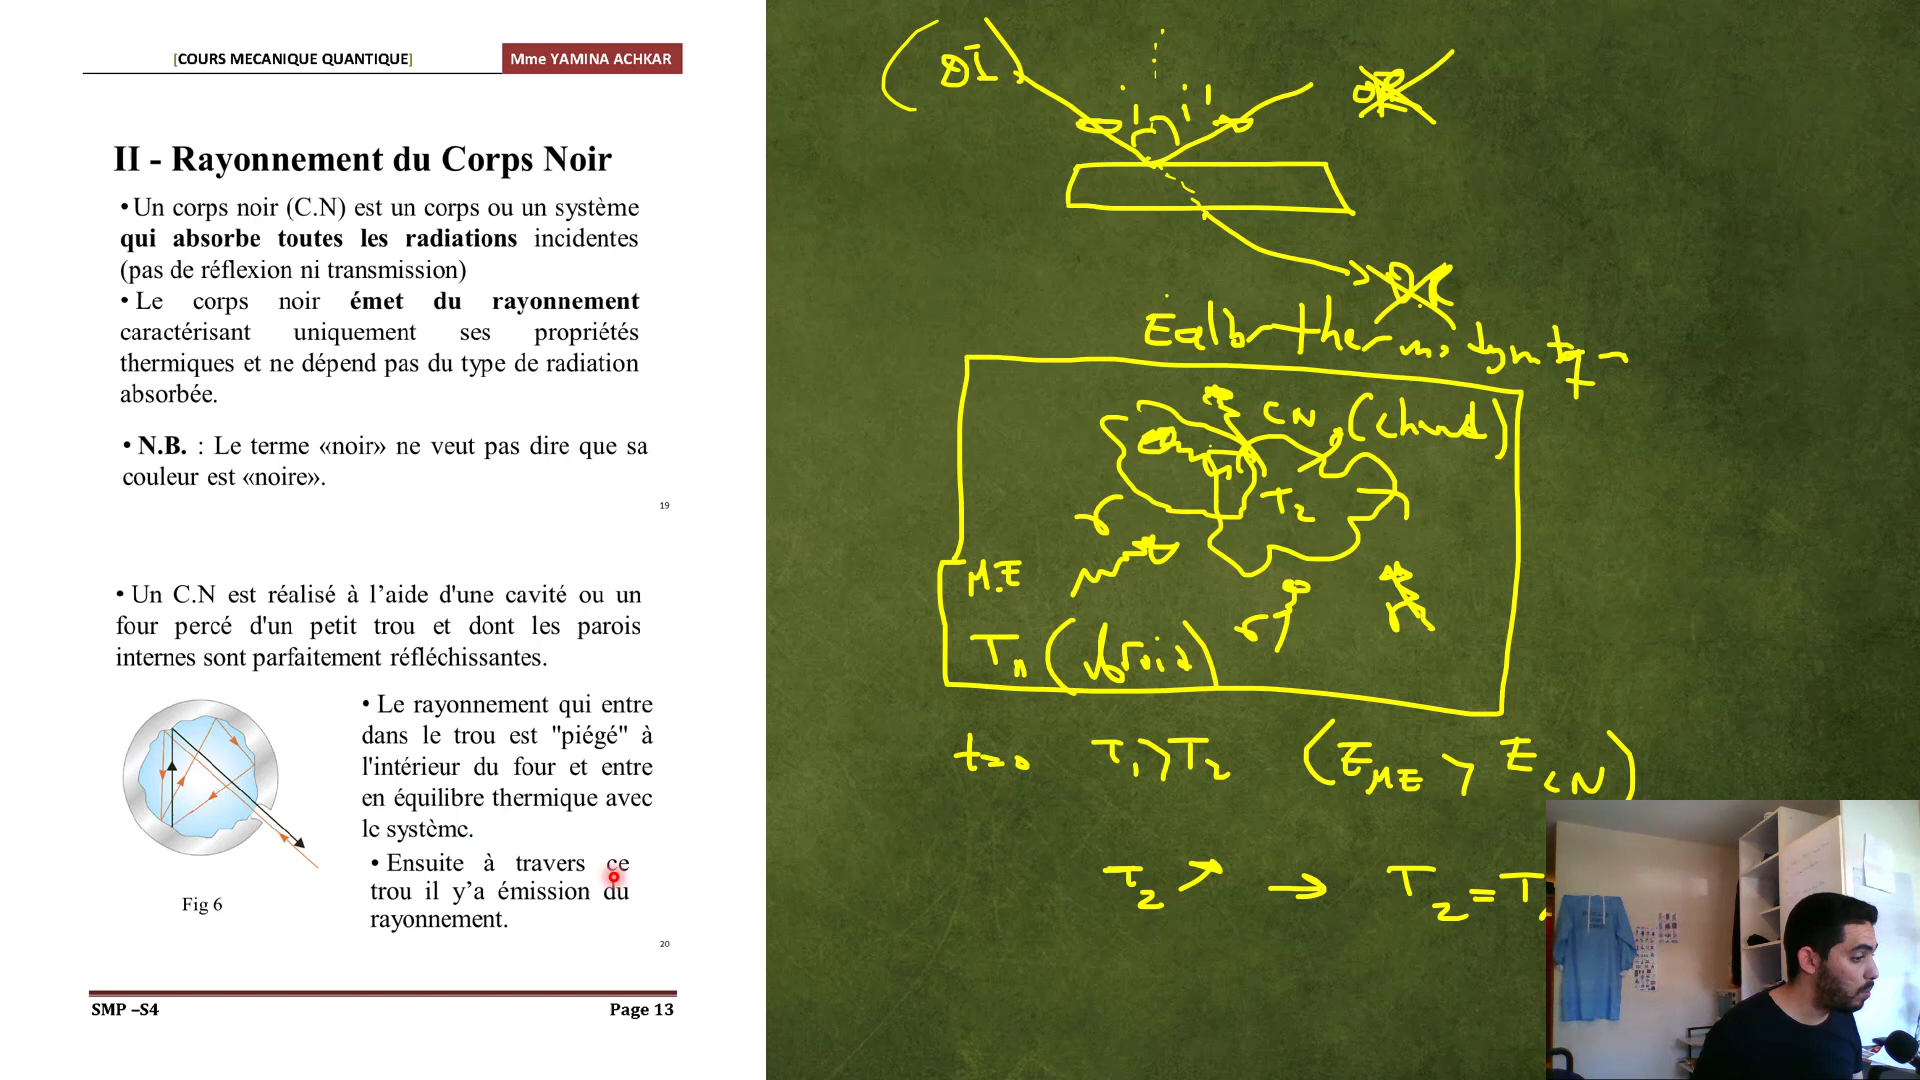 [COURS MECANIQUE QUANTIQUE]
Mme YAMINA ACHKAR
II - Rayonnement du Corps Noir
• Un corps noir (C.N) est un corps ou un système
qui absorbe toutes les radiations incidentes
(pas de réflexion ni transmission)
• Le corps noir émet du rayonnement
caractérisant uniquement ses propriétés
thermiques et ne dépend pas du type de radiation
absorbée.
• N.B. : Le terme «noir» ne veut pas dire que sa
couleur est «noire».
19
• Un C.N est réalisé à l’aide d'une cavité ou un
four percé d'un petit trou et dont les parois
internes sont parfaitement réfléchissantes.
• Le rayonnement qui entre
dans le trou est "piégé" à
l'intérieur du four et entre
en équilibre thermique avec
le système.
• Ensuite à travers ce
trou il y’a émission du
rayonnement.
Fig 6
20
SMP –S4
Page 13
i i
CN (chaud)
T2
M.E
(froid)
t=0 T1>T2 (E_ME > E_CN)
T2 ↗ → T2 = T